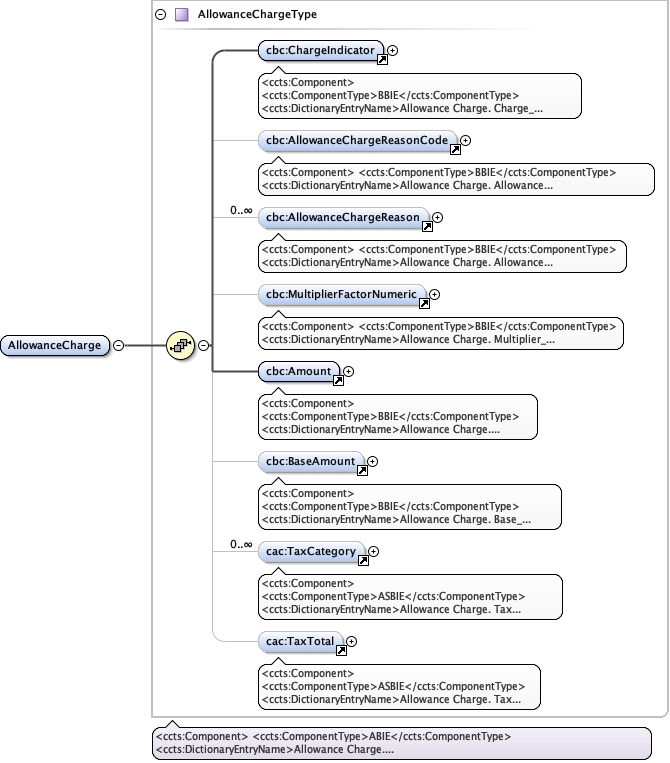 AllowanceChargeType
cbc:ChargeIndicator
<ccts:Component>
<ccts:ComponentType>BBIE</ccts:ComponentType>
<ccts:DictionaryEntryName>Allowance Charge. Charge_...
cbc:AllowanceChargeReasonCode
<ccts:Component> <ccts:ComponentType>BBIE</ccts:ComponentType>
<ccts:DictionaryEntryName>Allowance Charge. Allowance...
0..∞
cbc:AllowanceChargeReason
<ccts:Component> <ccts:ComponentType>BBIE</ccts:ComponentType>
<ccts:DictionaryEntryName>Allowance Charge. Allowance...
cbc:MultiplierFactorNumeric
<ccts:Component> <ccts:ComponentType>BBIE</ccts:ComponentType>
<ccts:DictionaryEntryName>Allowance Charge. Multiplier_...
AllowanceCharge
cbc:Amount
<ccts:Component>
<ccts:ComponentType>BBIE</ccts:ComponentType>
<ccts:DictionaryEntryName>Allowance Charge....
cbc:BaseAmount
<ccts:Component>
<ccts:ComponentType>BBIE</ccts:ComponentType>
<ccts:DictionaryEntryName>Allowance Charge. Base_...
0..∞
cac:TaxCategory
<ccts:Component>
<ccts:ComponentType>ASBIE</ccts:ComponentType>
<ccts:DictionaryEntryName>Allowance Charge. Tax...
cac:TaxTotal
<ccts:Component>
<ccts:ComponentType>ASBIE</ccts:ComponentType>
<ccts:DictionaryEntryName>Allowance Charge. Tax...
<ccts:Component> <ccts:ComponentType>ABIE</ccts:ComponentType>
<ccts:DictionaryEntryName>Allowance Charge....